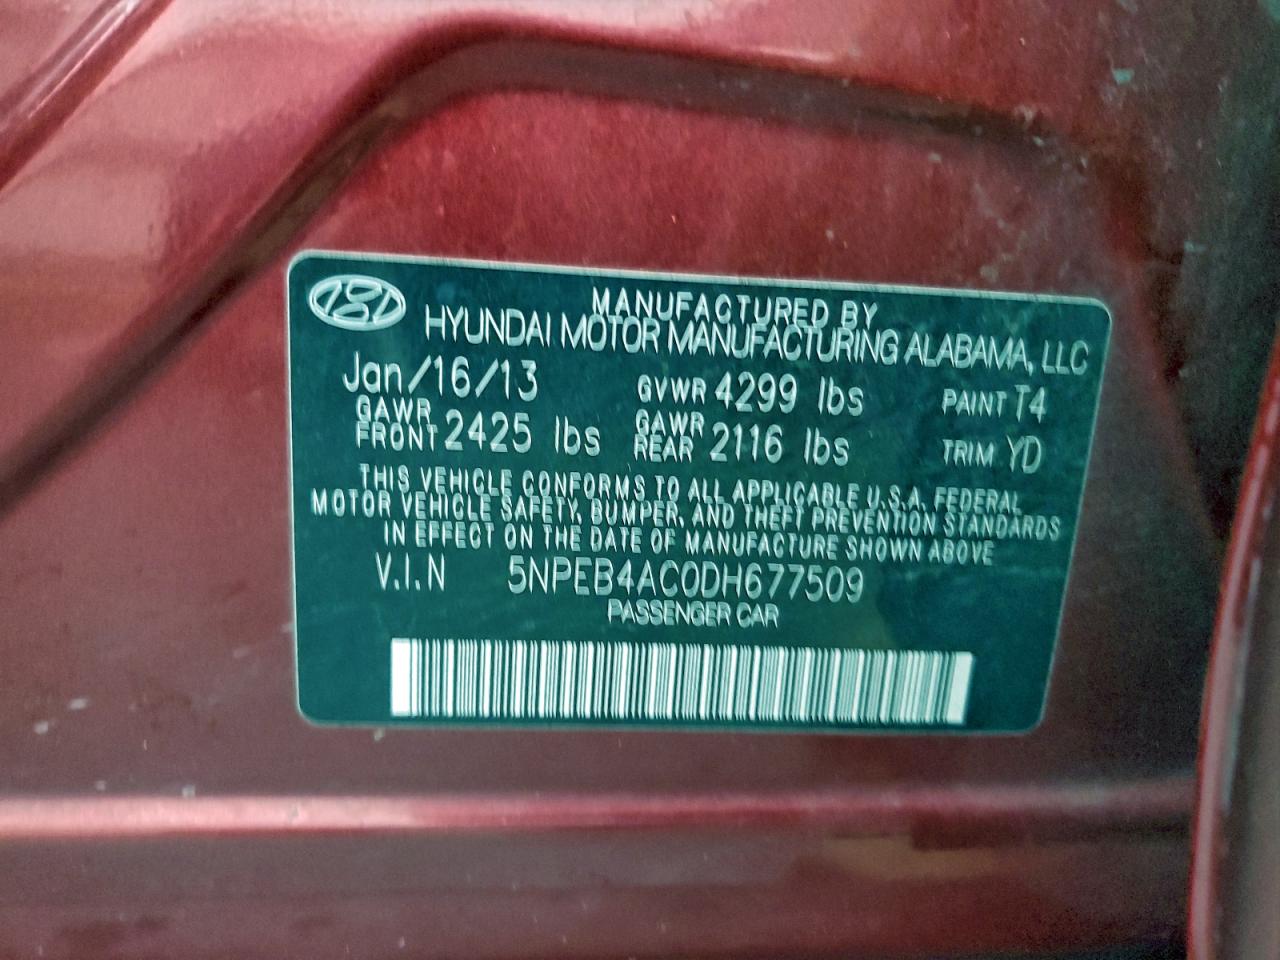 MANUFACTURED BY
HYUNDAI MOTOR MANUFACTURING ALABAMA, LLC
Jan/16/13 GVWR 4299 lbs PAINT T4
GAWR FRONT 2425 lbs GAWR REAR 2116 lbs TRIM YD
THIS VEHICLE CONFORMS TO ALL APPLICABLE U.S.A. FEDERAL
MOTOR VEHICLE SAFETY, BUMPER, AND THEFT PREVENTION STANDARDS
IN EFFECT ON THE DATE OF MANUFACTURE SHOWN ABOVE
V.I.N 5NPEB4AC0DH677509
PASSENGER CAR